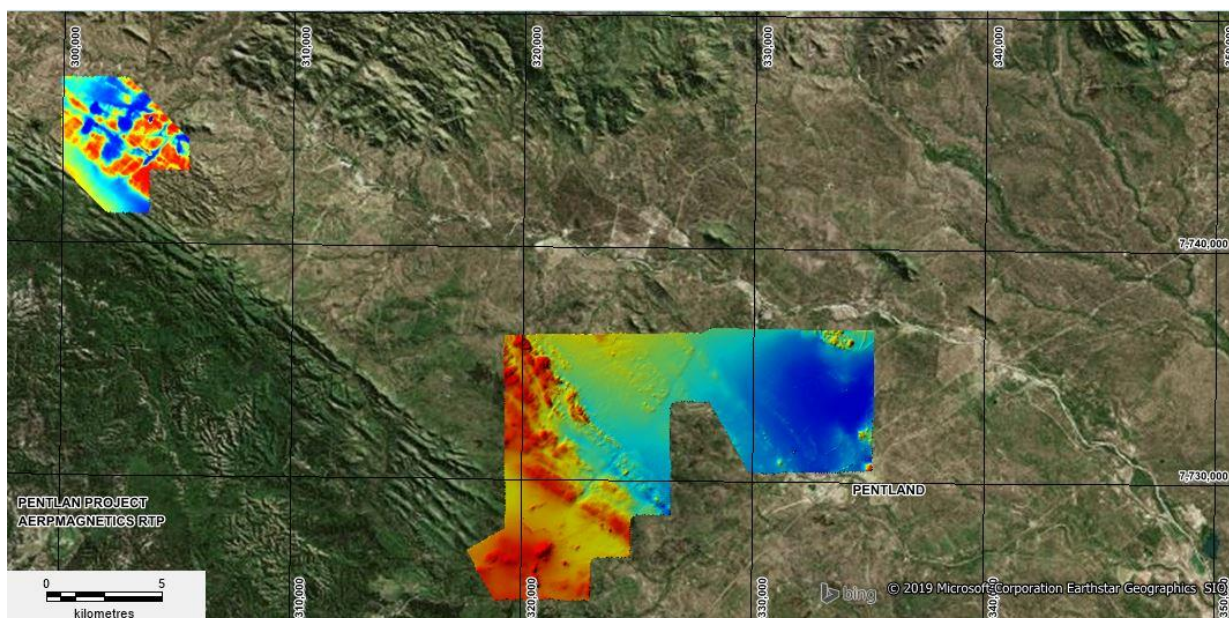 300,000
310,000
320,000
330,000
340,000
7,740,000
7,730,000
PENTLAND
PENTLAN PROJECT
AERPMAGNETICS RTP
0 5
kilometres
310,000
320,000
330,000
bing © 2019 Microsoft Corporation Earthstar Geographics SIO